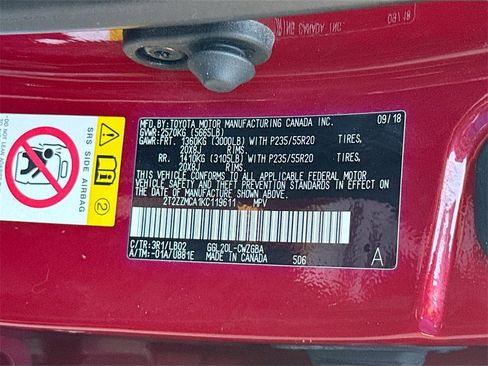 MFD.BY:TOYOTA MOTOR MANUFACTURING CANADA INC. 09/18
GVWR:2570KG (5665LB)
GAWR:FRT. 1360KG (3000LB) WITH P235/55R20 TIRES,
20X8J RIMS.
RR. 1410KG (3105LB) WITH P235/55R20 TIRES,
20X8J RIMS.
THIS VEHICLE CONFORMS TO ALL APPLICABLE FEDERAL MOTOR
VEHICLE SAFETY STANDARDS IN EFFECT ON THE
DATE OF MANUFACTURE SHOWN ABOVE.
2T2ZZMCA1KC119611 MPV
C/TR:3R1/LB02 GGL20L-CWZGBA
A/TM:-01A/U881E MADE IN CANADA 506 A
SRS SIDE AIRBAG
2